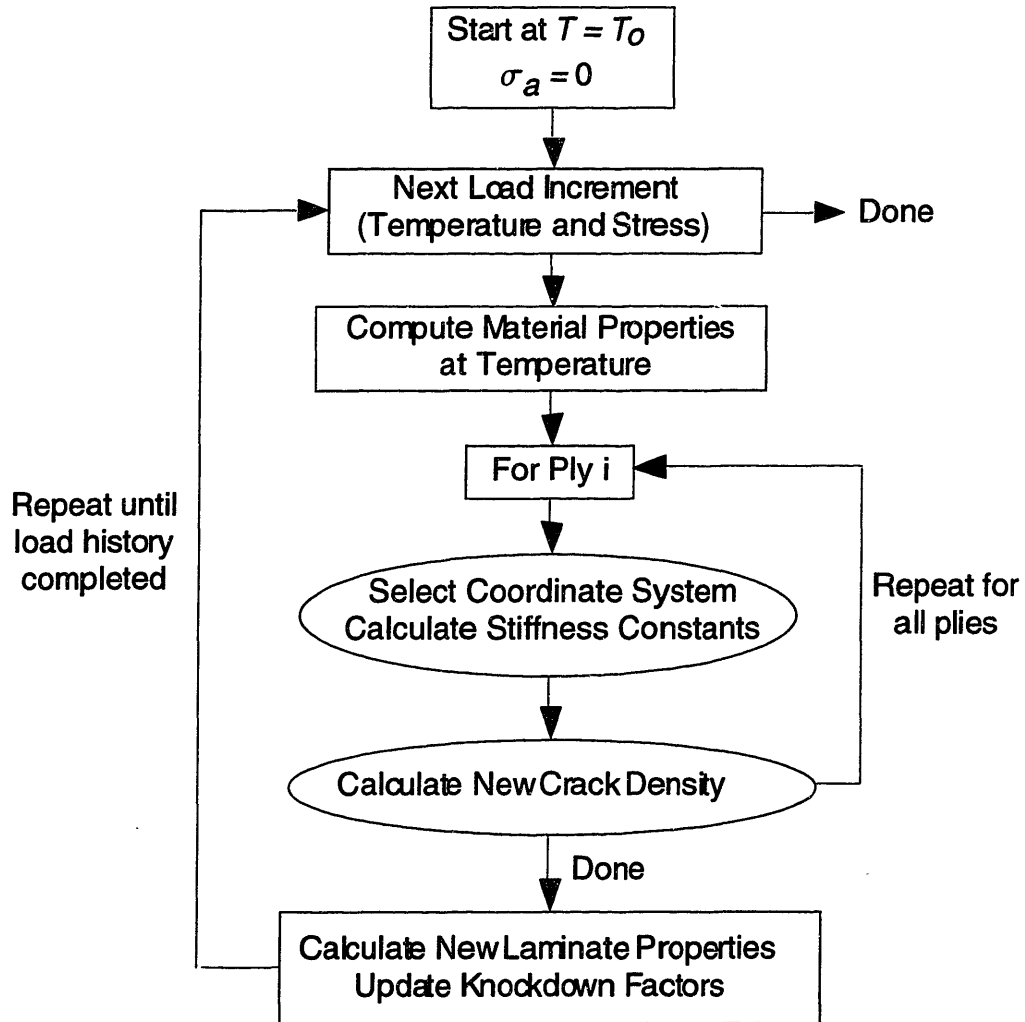 Start at T = To
σa = 0
Next Load Increment
(Temperature and Stress)
Done
Compute Material Properties
at Temperature
For Ply i
Repeat until
load history
completed
Select Coordinate System
Calculate Stiffness Constants
Repeat for
all plies
Calculate New Crack Density
Done
Calculate New Laminate Properties
Update Knockdown Factors